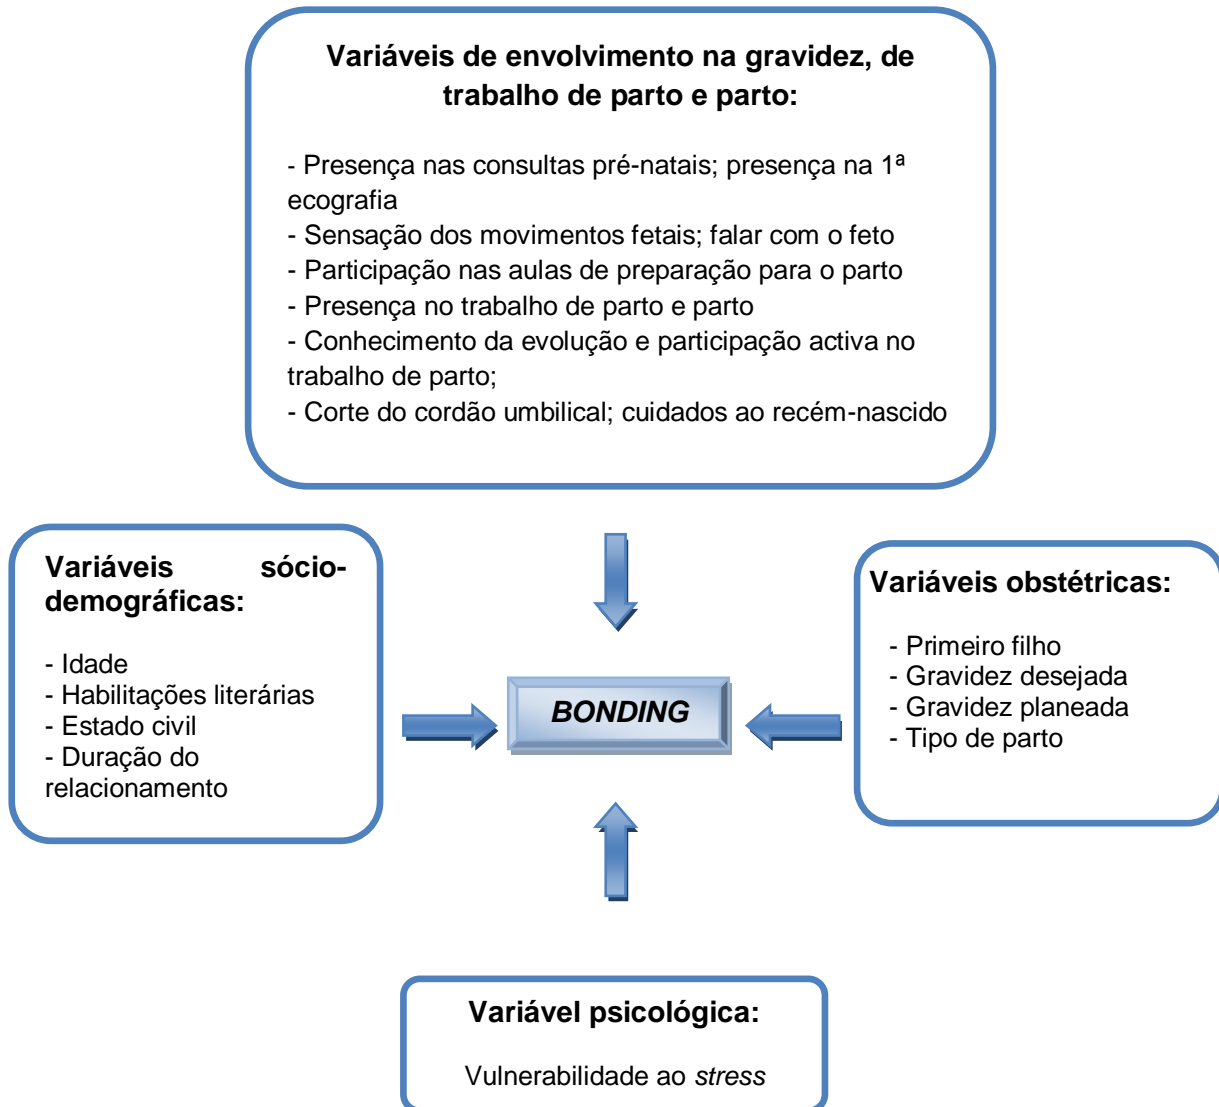 Variáveis de envolvimento na gravidez, de
trabalho de parto e parto:
- Presença nas consultas pré-natais; presença na 1ª
ecografia
- Sensação dos movimentos fetais; falar com o feto
- Participação nas aulas de preparação para o parto
- Presença no trabalho de parto e parto
- Conhecimento da evolução e participação activa no
trabalho de parto;
- Corte do cordão umbilical; cuidados ao recém-nascido
Variáveis sócio-
demográficas:
- Idade
- Habilitações literárias
- Estado civil
- Duração do
relacionamento
BONDING
Variáveis obstétricas:
- Primeiro filho
- Gravidez desejada
- Gravidez planeada
- Tipo de parto
Variável psicológica:
Vulnerabilidade ao stress